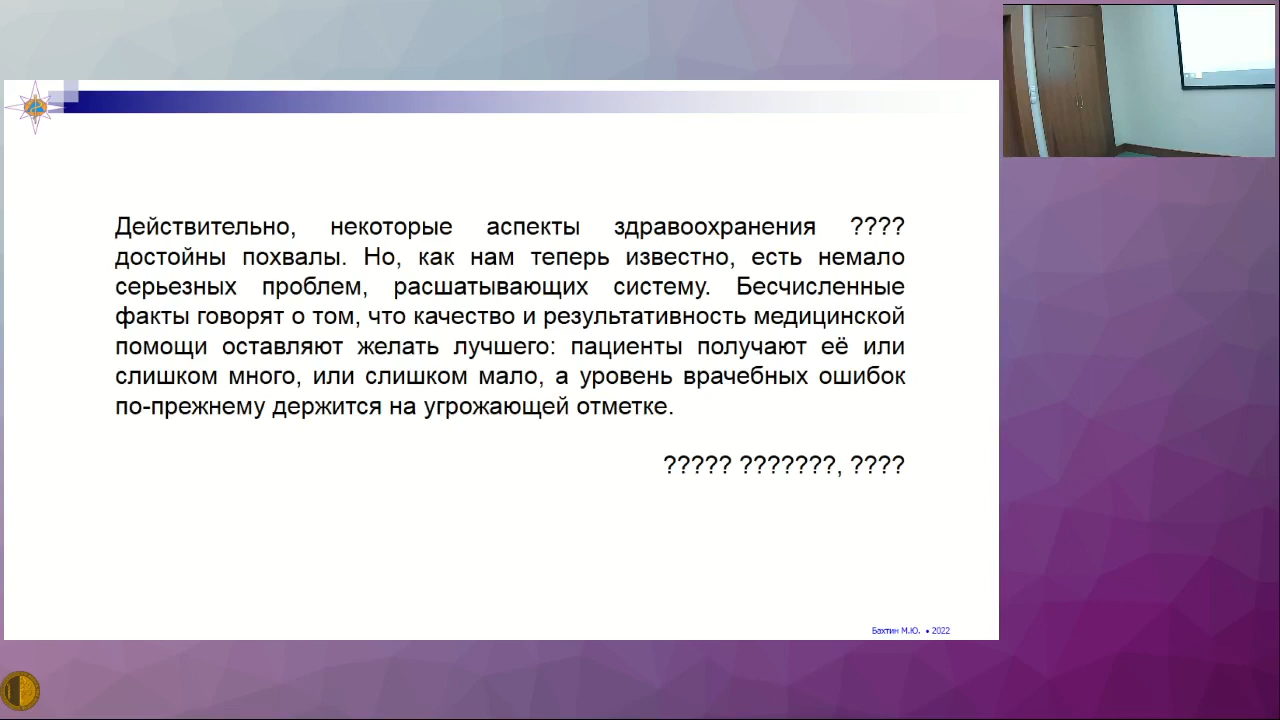 Действительно, некоторые аспекты здравоохранения ????
достойны похвалы. Но, как нам теперь известно, есть немало
серьезных проблем, расшатывающих систему. Бесчисленные
факты говорят о том, что качество и результативность медицинской
помощи оставляют желать лучшего: пациенты получают её или
слишком много, или слишком мало, а уровень врачебных ошибок
по-прежнему держится на угрожающей отметке.
????? ???????, ????
Бахтин М.Ю. • 2022